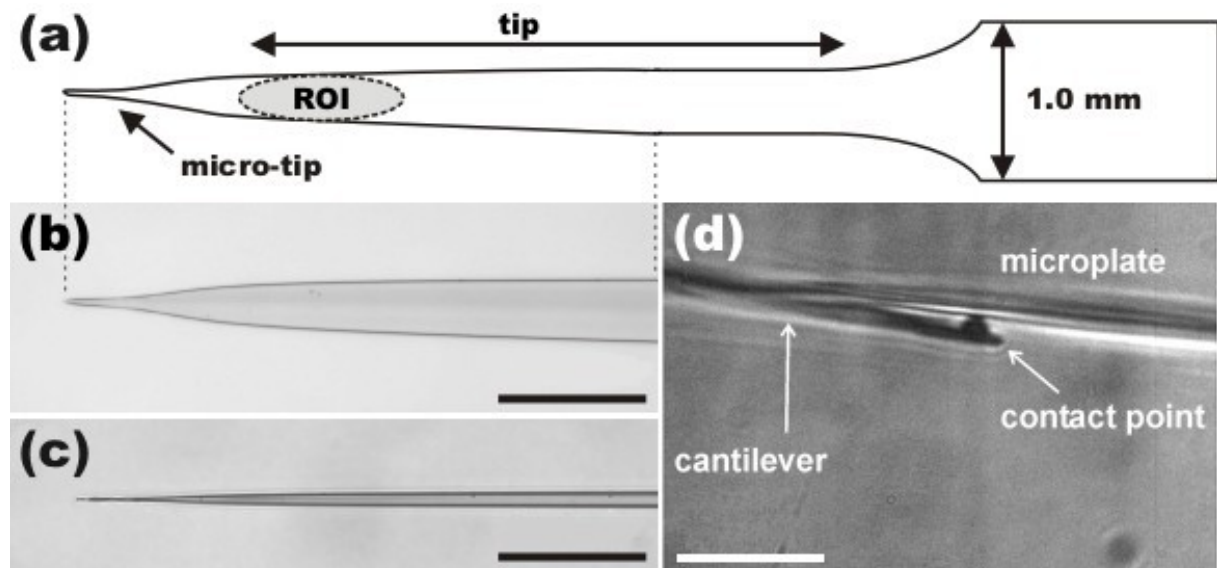 (a)
tip
ROI
1.0 mm
micro-tip
(b)
(d)
microplate
(c)
cantilever
contact point